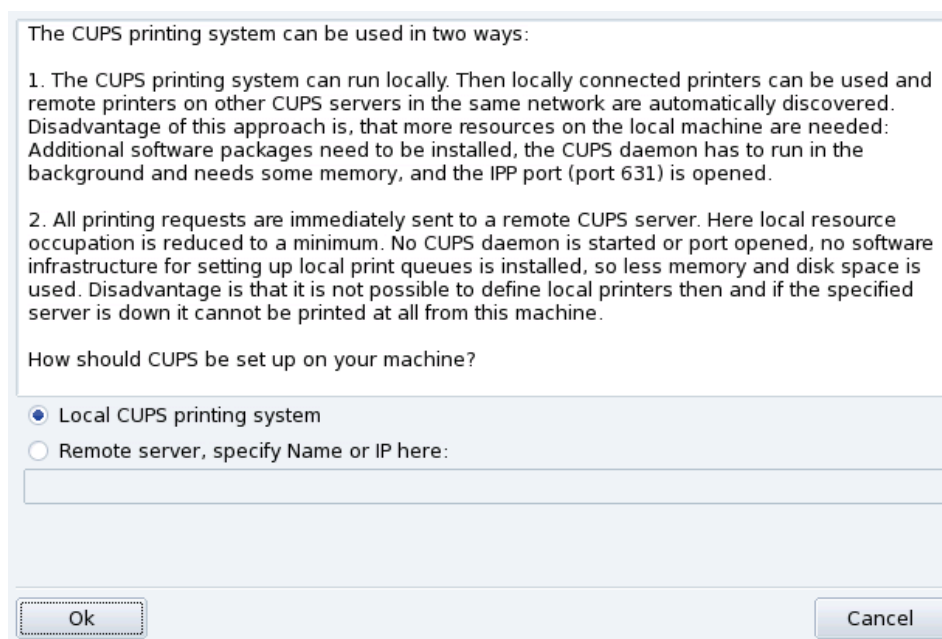 The CUPS printing system can be used in two ways:
1. The CUPS printing system can run locally. Then locally connected printers can be used and
remote printers on other CUPS servers in the same network are automatically discovered.
Disadvantage of this approach is, that more resources on the local machine are needed:
Additional software packages need to be installed, the CUPS daemon has to run in the
background and needs some memory, and the IPP port (port 631) is opened.
2. All printing requests are immediately sent to a remote CUPS server. Here local resource
occupation is reduced to a minimum. No CUPS daemon is started or port opened, no software
infrastructure for setting up local print queues is installed, so less memory and disk space is
used. Disadvantage is that it is not possible to define local printers then and if the specified
server is down it cannot be printed at all from this machine.
How should CUPS be set up on your machine?
Local CUPS printing system
Remote server, specify Name or IP here:
Ok
Cancel